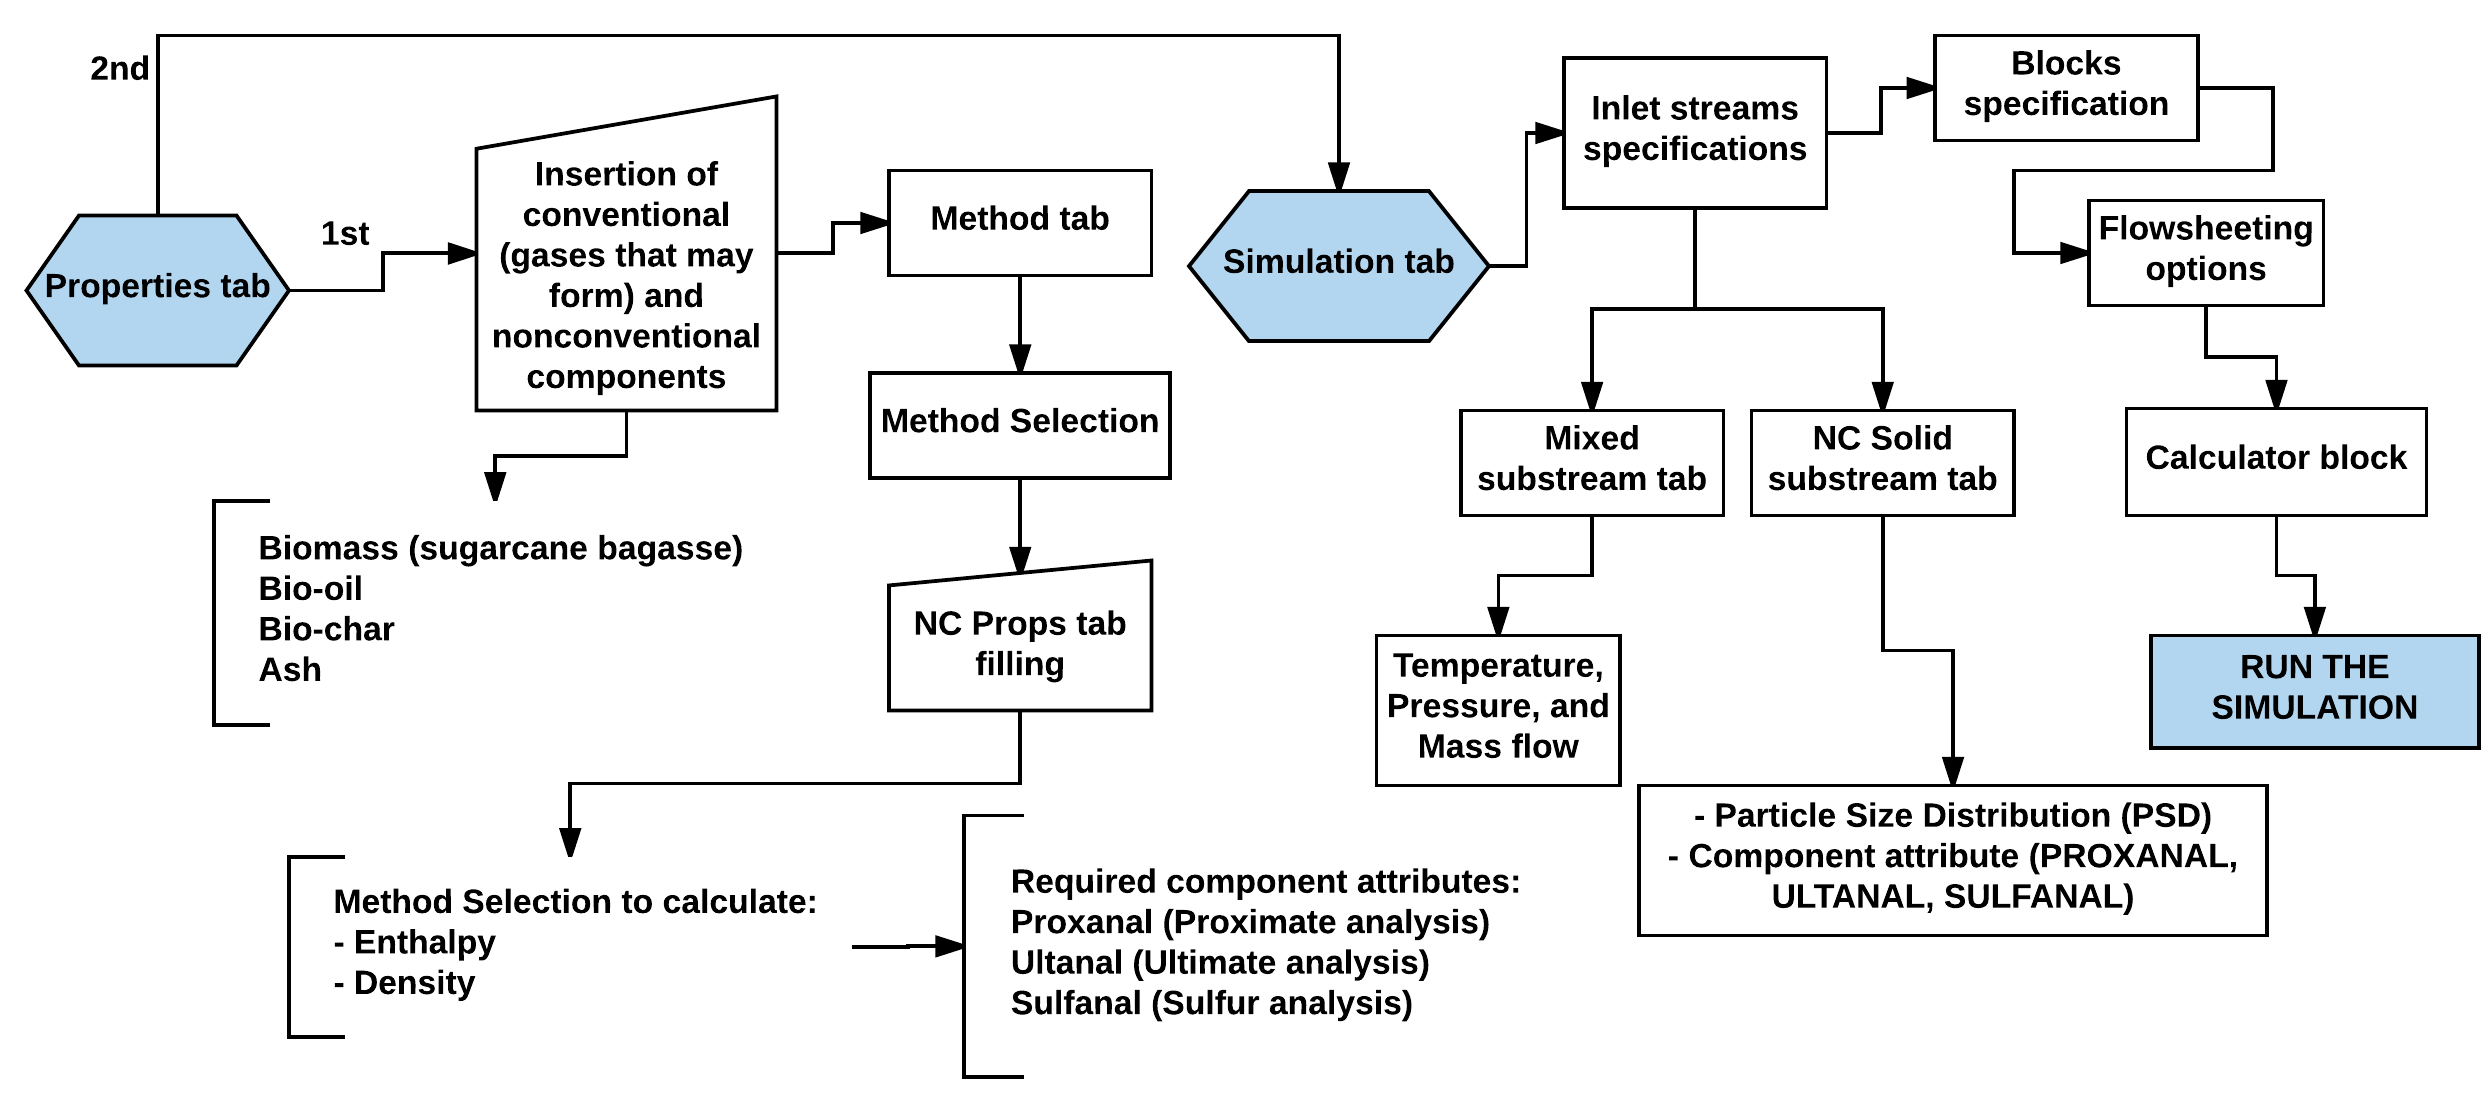 2nd
1st
Properties tab
Insertion of
conventional
(gases that may
form) and
nonconventional
components
Biomass (sugarcane bagasse)
Bio-oil
Bio-char
Ash
Method tab
Method Selection
NC Props tab
filling
Method Selection to calculate:
- Enthalpy
- Density
Required component attributes:
Proxanal (Proximate analysis)
Ultanal (Ultimate analysis)
Sulfanal (Sulfur analysis)
Simulation tab
Inlet streams
specifications
Mixed
substream tab
Temperature,
Pressure, and
Mass flow
NC Solid
substream tab
- Particle Size Distribution (PSD)
- Component attribute (PROXANAL,
ULTANAL, SULFANAL)
Blocks
specification
Flowsheeting
options
Calculator block
RUN THE
SIMULATION